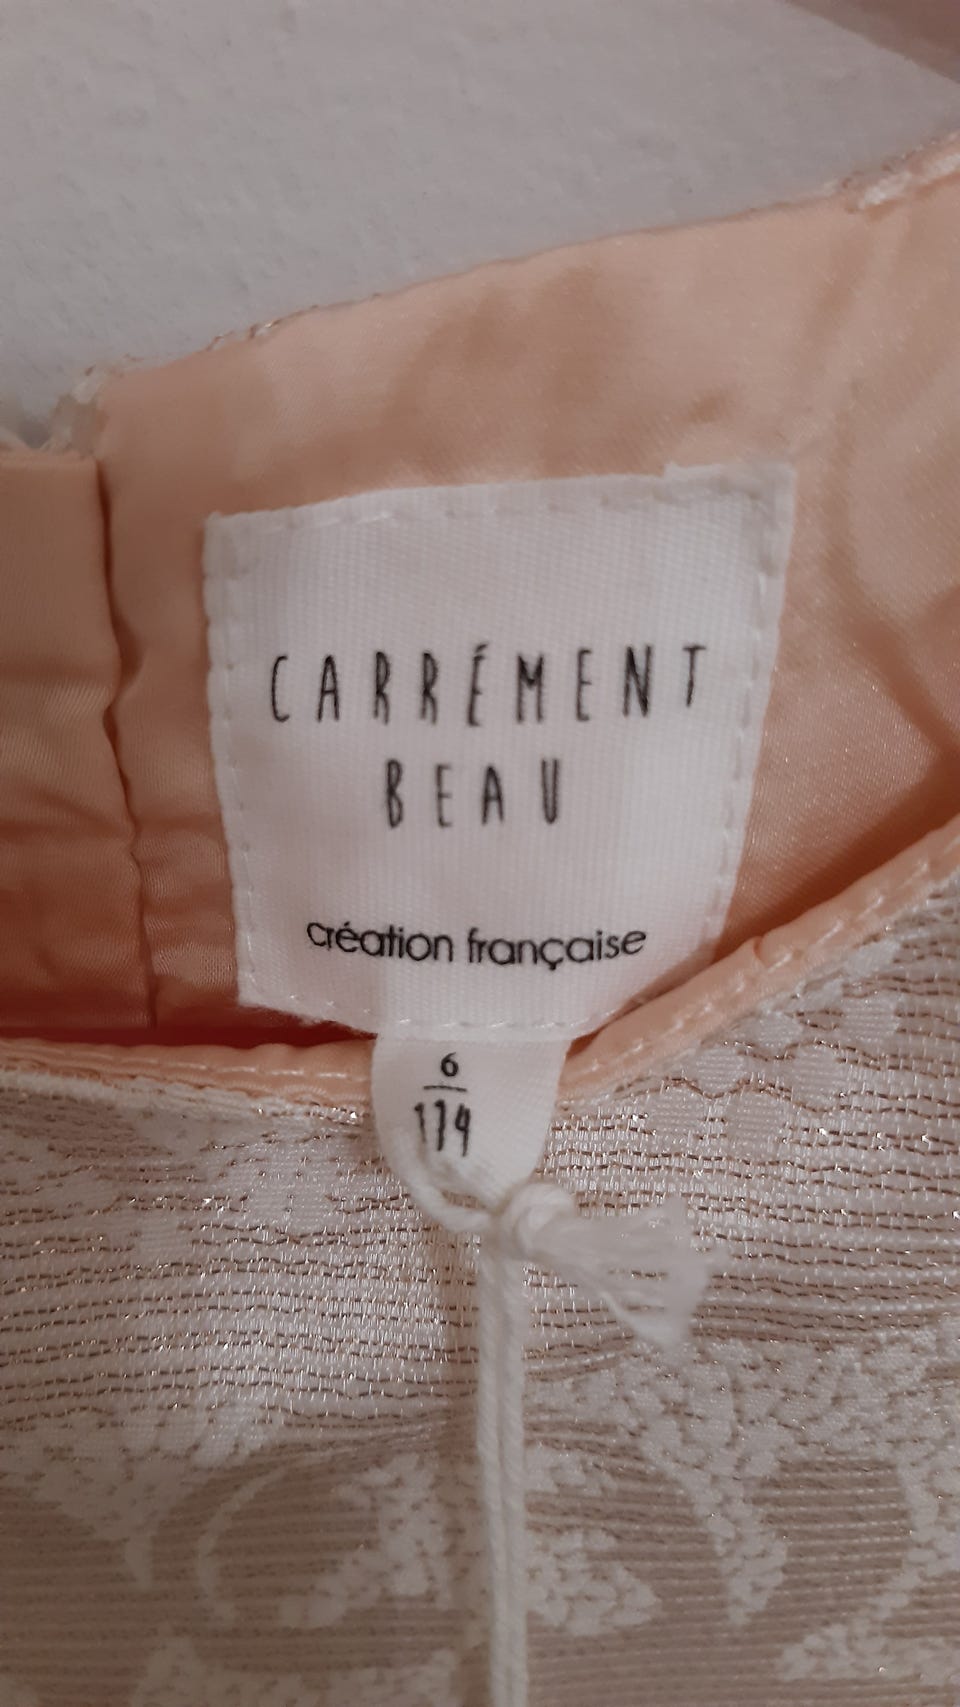 CARRÉMENT
BEAU
création française
6
114